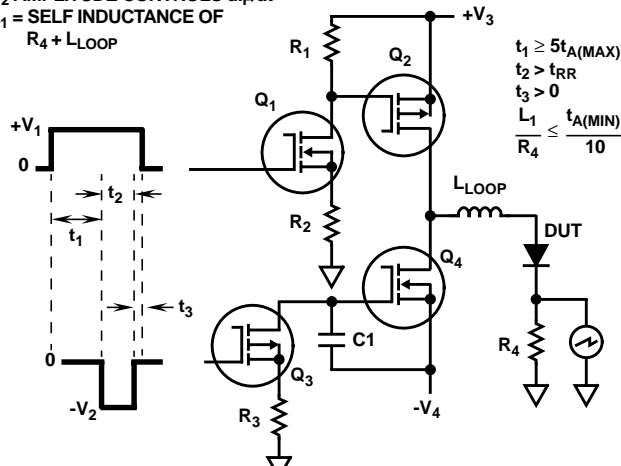 2 AMPLITUDE CONTROLS
1 = SELF INDUCTANCE OF
R4 + LLOOP
+V3
R1
Q2
t1 ≥ 5tA(MAX)
t2 > tRR
t3 > 0
L1 / R4 ≤ tA(MIN) / 10
Q1
+V1
0
t2
t1
t3
R2
LLOOP
DUT
Q4
C1
R4
0
-V2
Q3
R3
-V4